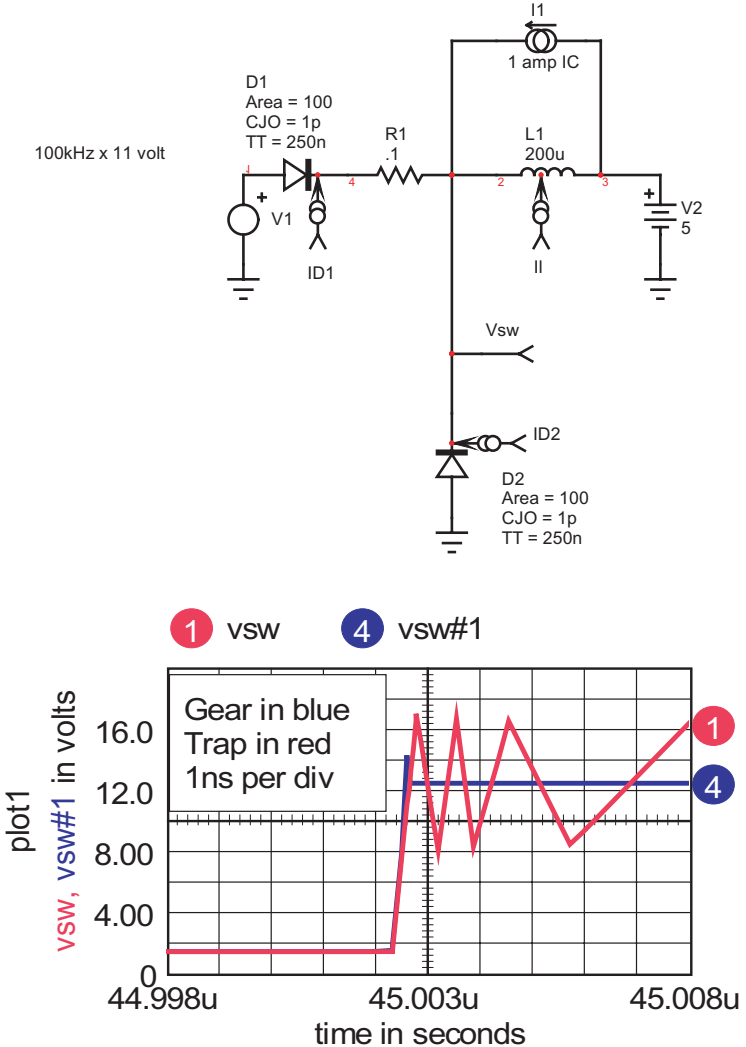 I1
1 amp IC
D1
Area = 100
CJO = 1p
TT = 250n
R1
.1
L1
200u
100kHz x 11 volt
1
4
2
3
V1
V2
5
ID1
II
Vsw
ID2
D2
Area = 100
CJO = 1p
TT = 250n
1 vsw 4 vsw#1
Gear in blue
Trap in red
1ns per div
plot1
vsw, vsw#1 in volts
16.0
12.0
8.00
4.00
0
1
4
44.998u 45.003u 45.008u
time in seconds